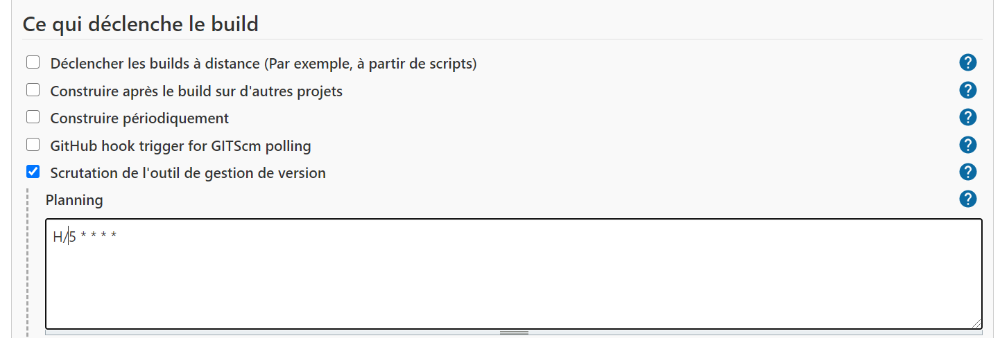 Ce qui déclenche le build
Déclencher les builds à distance (Par exemple, à partir de scripts)
?
Construire après le build sur d'autres projets
?
Construire périodiquement
?
GitHub hook trigger for GITScm polling
?
Scrutation de l'outil de gestion de version
?
Planning
?
H/5 * * * *